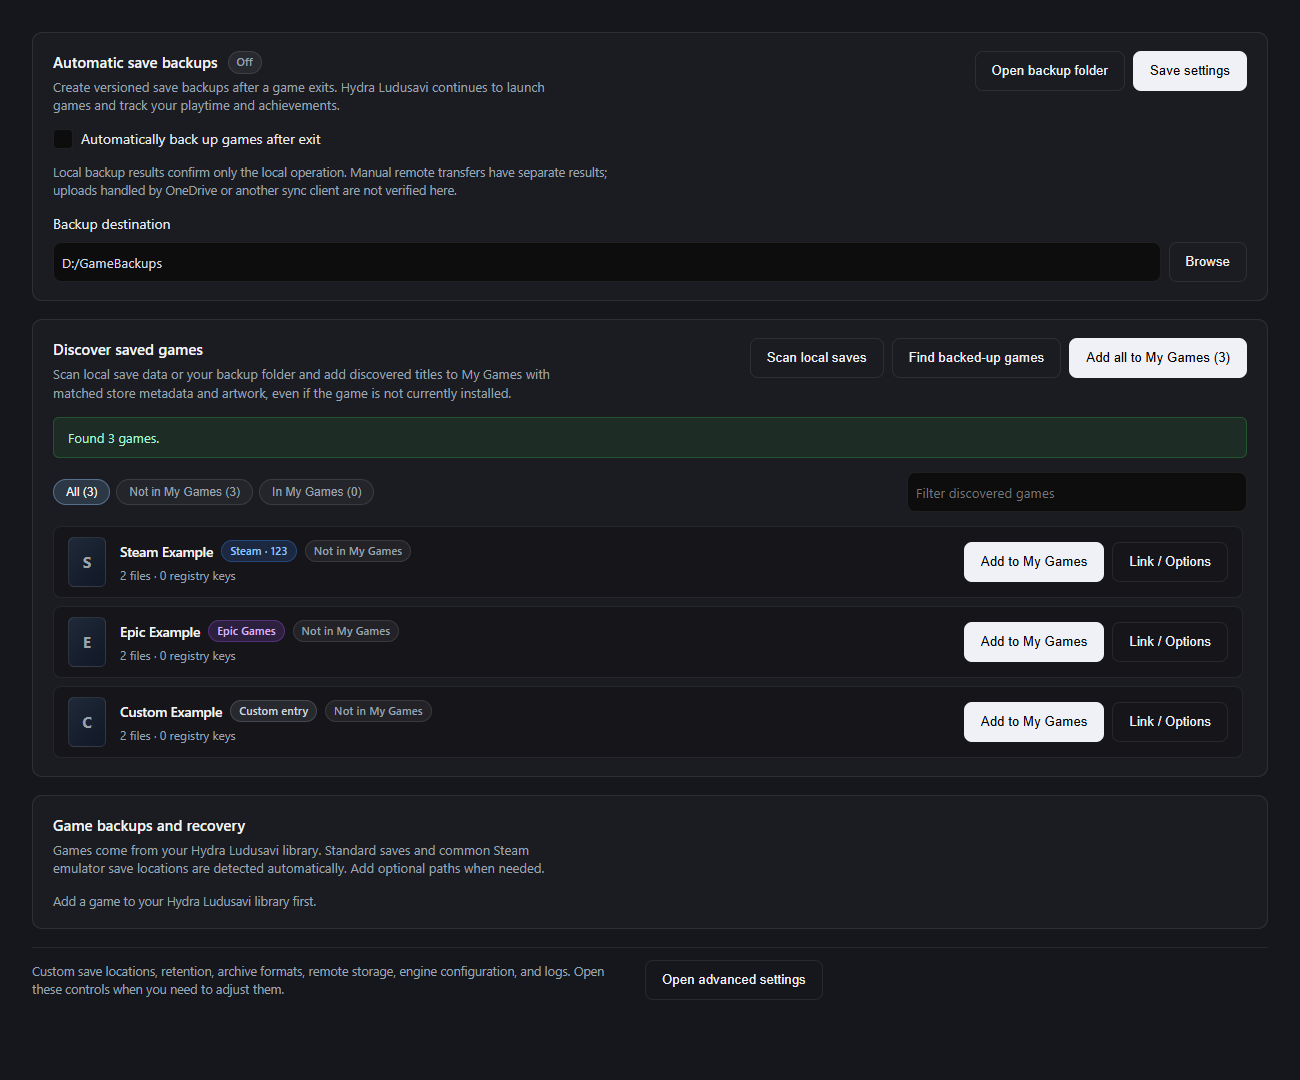 Automatic save backups Off
Open backup folder
Save settings
Create versioned save backups after a game exits. Hydra Ludusavi continues to launch
games and track your playtime and achievements.
Automatically back up games after exit
Local backup results confirm only the local operation. Manual remote transfers have separate results;
uploads handled by OneDrive or another sync client are not verified here.
Backup destination
D:/GameBackups
Browse
Discover saved games
Scan local saves
Find backed-up games
Add all to My Games (3)
Scan local save data or your backup folder and add discovered titles to My Games with
matched store metadata and artwork, even if the game is not currently installed.
Found 3 games.
All (3)
Not in My Games (3)
In My Games (0)
Filter discovered games
S
Steam Example Steam · 123 Not in My Games
2 files · 0 registry keys
Add to My Games
Link / Options
E
Epic Example Epic Games Not in My Games
2 files · 0 registry keys
Add to My Games
Link / Options
C
Custom Example Custom entry Not in My Games
2 files · 0 registry keys
Add to My Games
Link / Options
Game backups and recovery
Games come from your Hydra Ludusavi library. Standard saves and common Steam
emulator save locations are detected automatically. Add optional paths when needed.
Add a game to your Hydra Ludusavi library first.
Custom save locations, retention, archive formats, remote storage, engine configuration, and logs. Open
these controls when you need to adjust them.
Open advanced settings